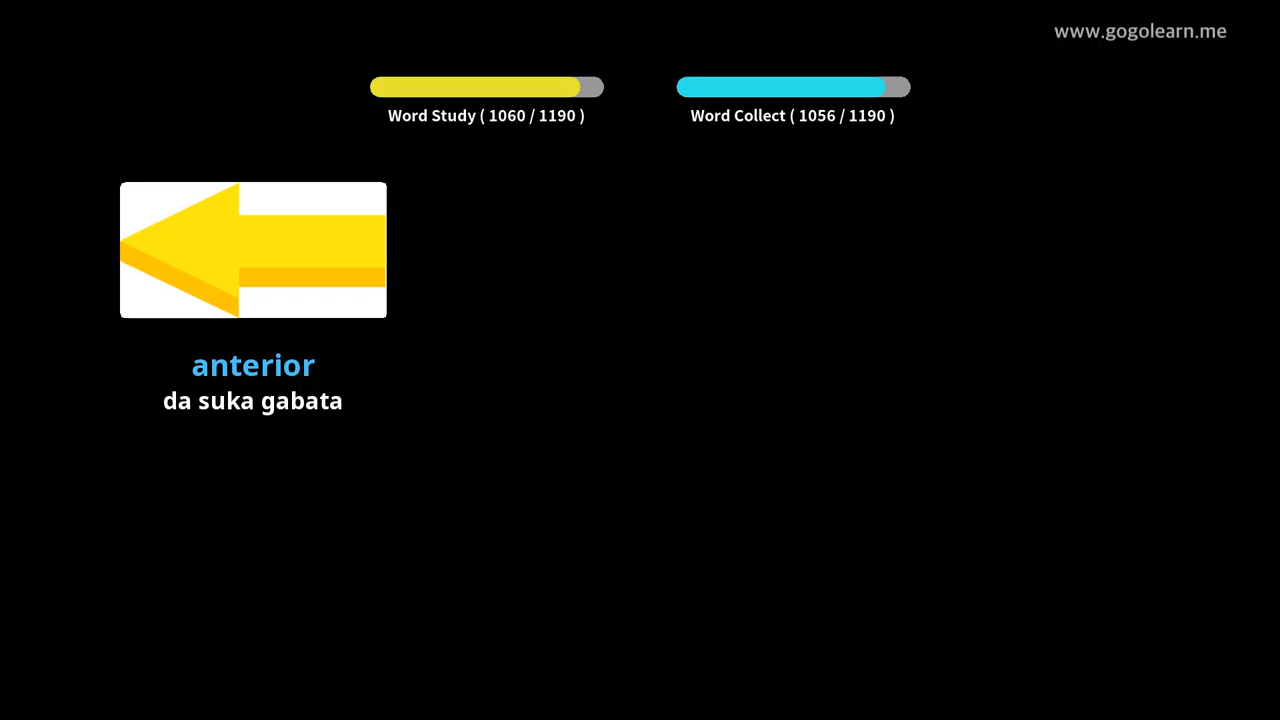 www.gogolearn.me
Word Study ( 1060 / 1190 )
Word Collect ( 1056 / 1190 )
anterior
da suka gabata